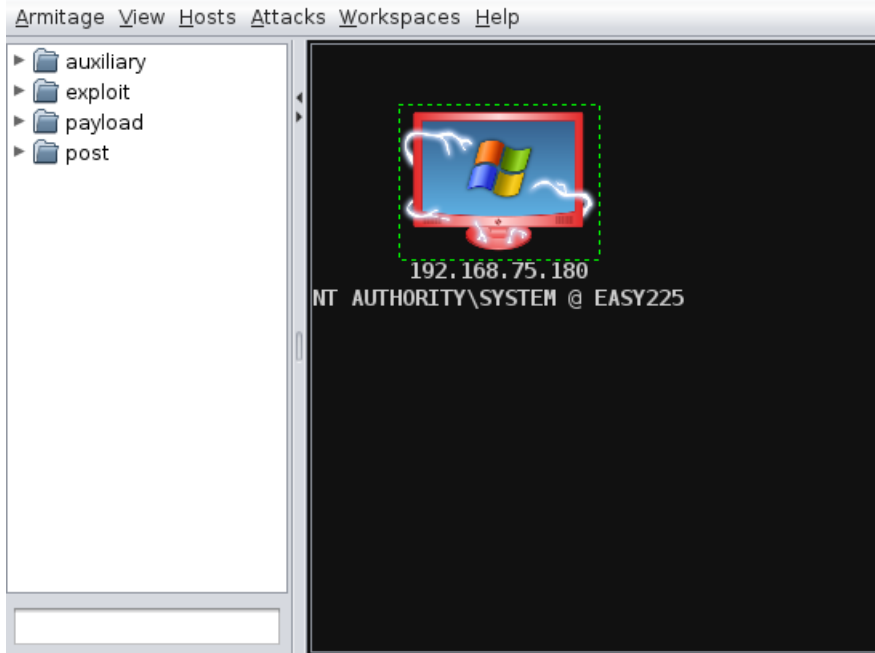 Armitage View Hosts Attacks Workspaces Help
auxiliary
exploit
payload
post
192.168.75.180
NT AUTHORITY\SYSTEM @ EASY225